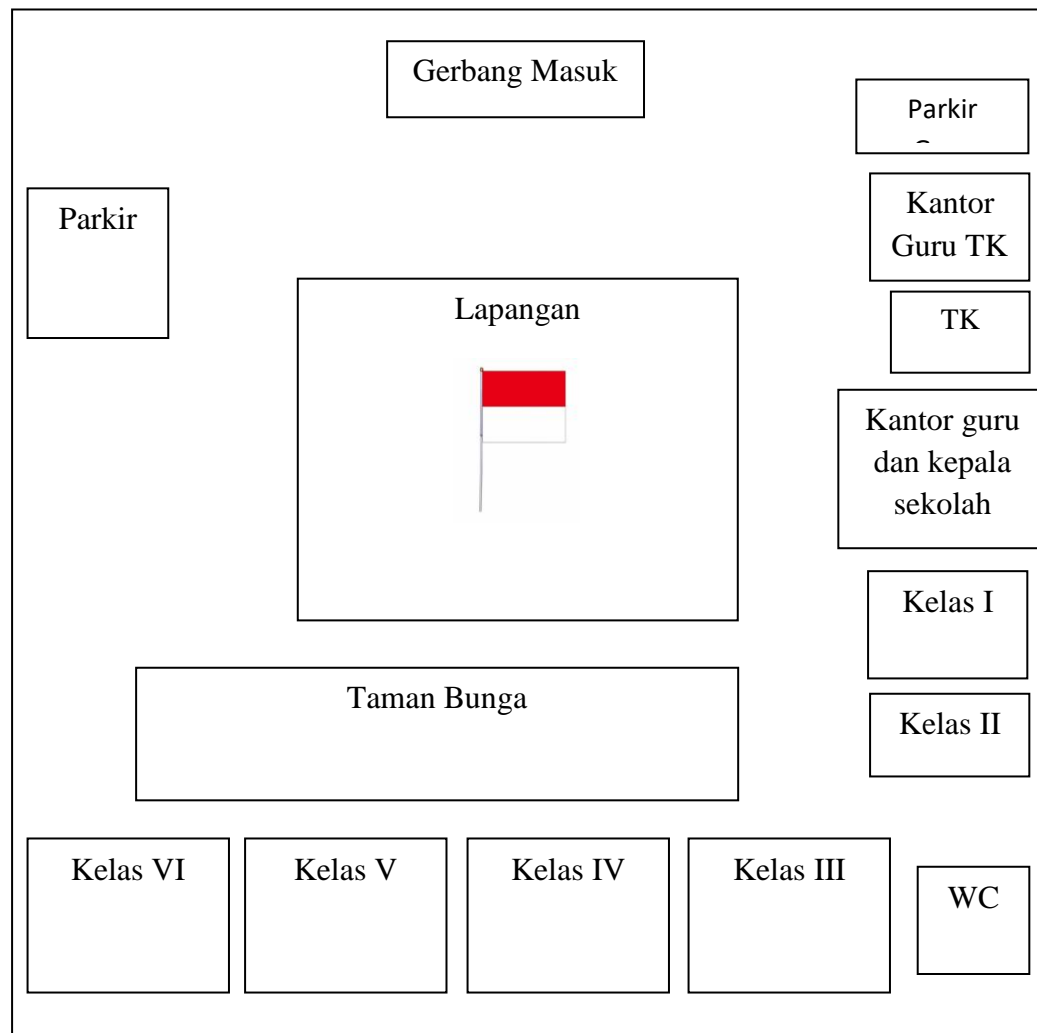 Gerbang Masuk
Parkir
Parkir
Kantor
Guru TK
Lapangan
TK
Kantor guru
dan kepala
sekolah
Kelas I
Taman Bunga
Kelas II
Kelas VI
Kelas V
Kelas IV
Kelas III
WC